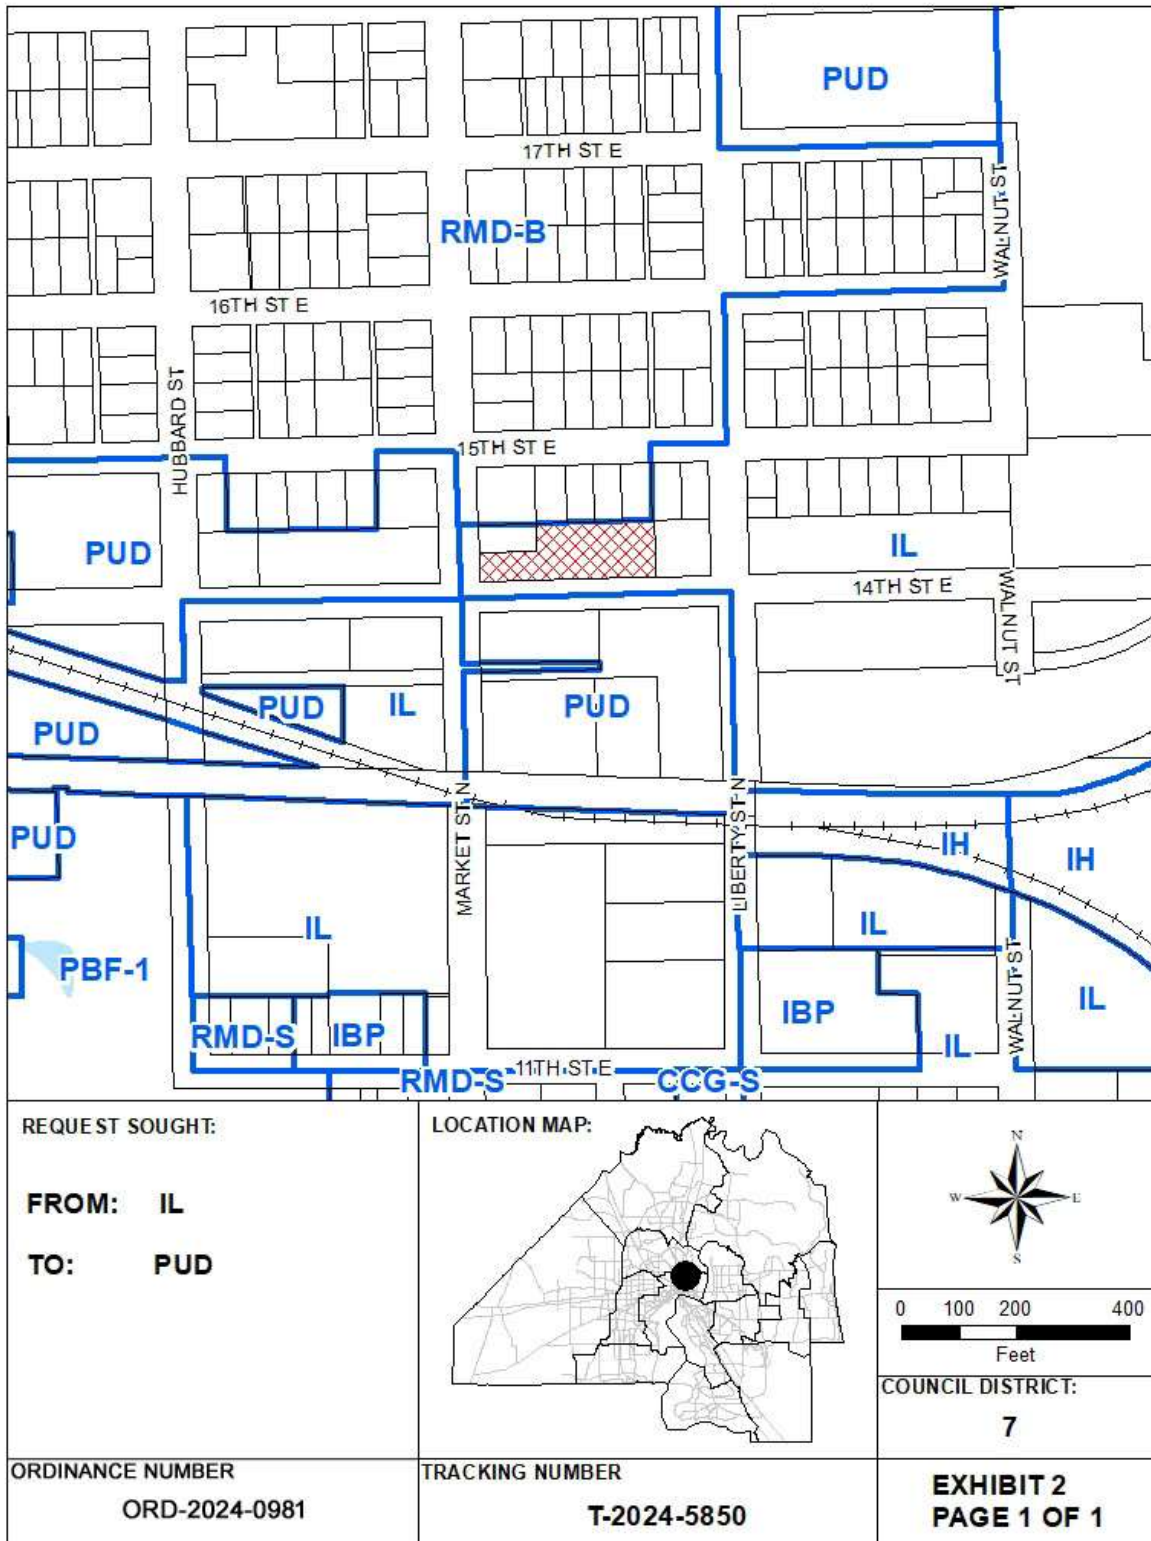 PUD
17TH ST E
WALNUT ST
RMD-B
16TH ST E
HUBBARD ST
15TH ST E
PUD
IL
14TH ST E
WALNUT ST
PUD
IL
PUD
PUD
MARKET ST N
LIBERTY ST N
PUD
IH
IH
IL
IL
PBF-1
WALNUT ST
IL
RMD-S
IBP
IBP
IL
11TH ST E
RMD-S
CCG-S
REQUEST SOUGHT:
FROM: IL
TO: PUD
LOCATION MAP:
N
W
E
S
0 100 200 400
Feet
COUNCIL DISTRICT:
7
ORDINANCE NUMBER
ORD-2024-0981
TRACKING NUMBER
T-2024-5850
EXHIBIT 2
PAGE 1 OF 1